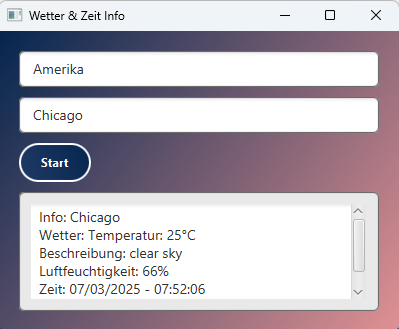 Wetter & Zeit Info
Amerika
Chicago
Start
Info: Chicago
Wetter: Temperatur: 25°C
Beschreibung: clear sky
Luftfeuchtigkeit: 66%
Zeit: 07/03/2025 - 07:52:06